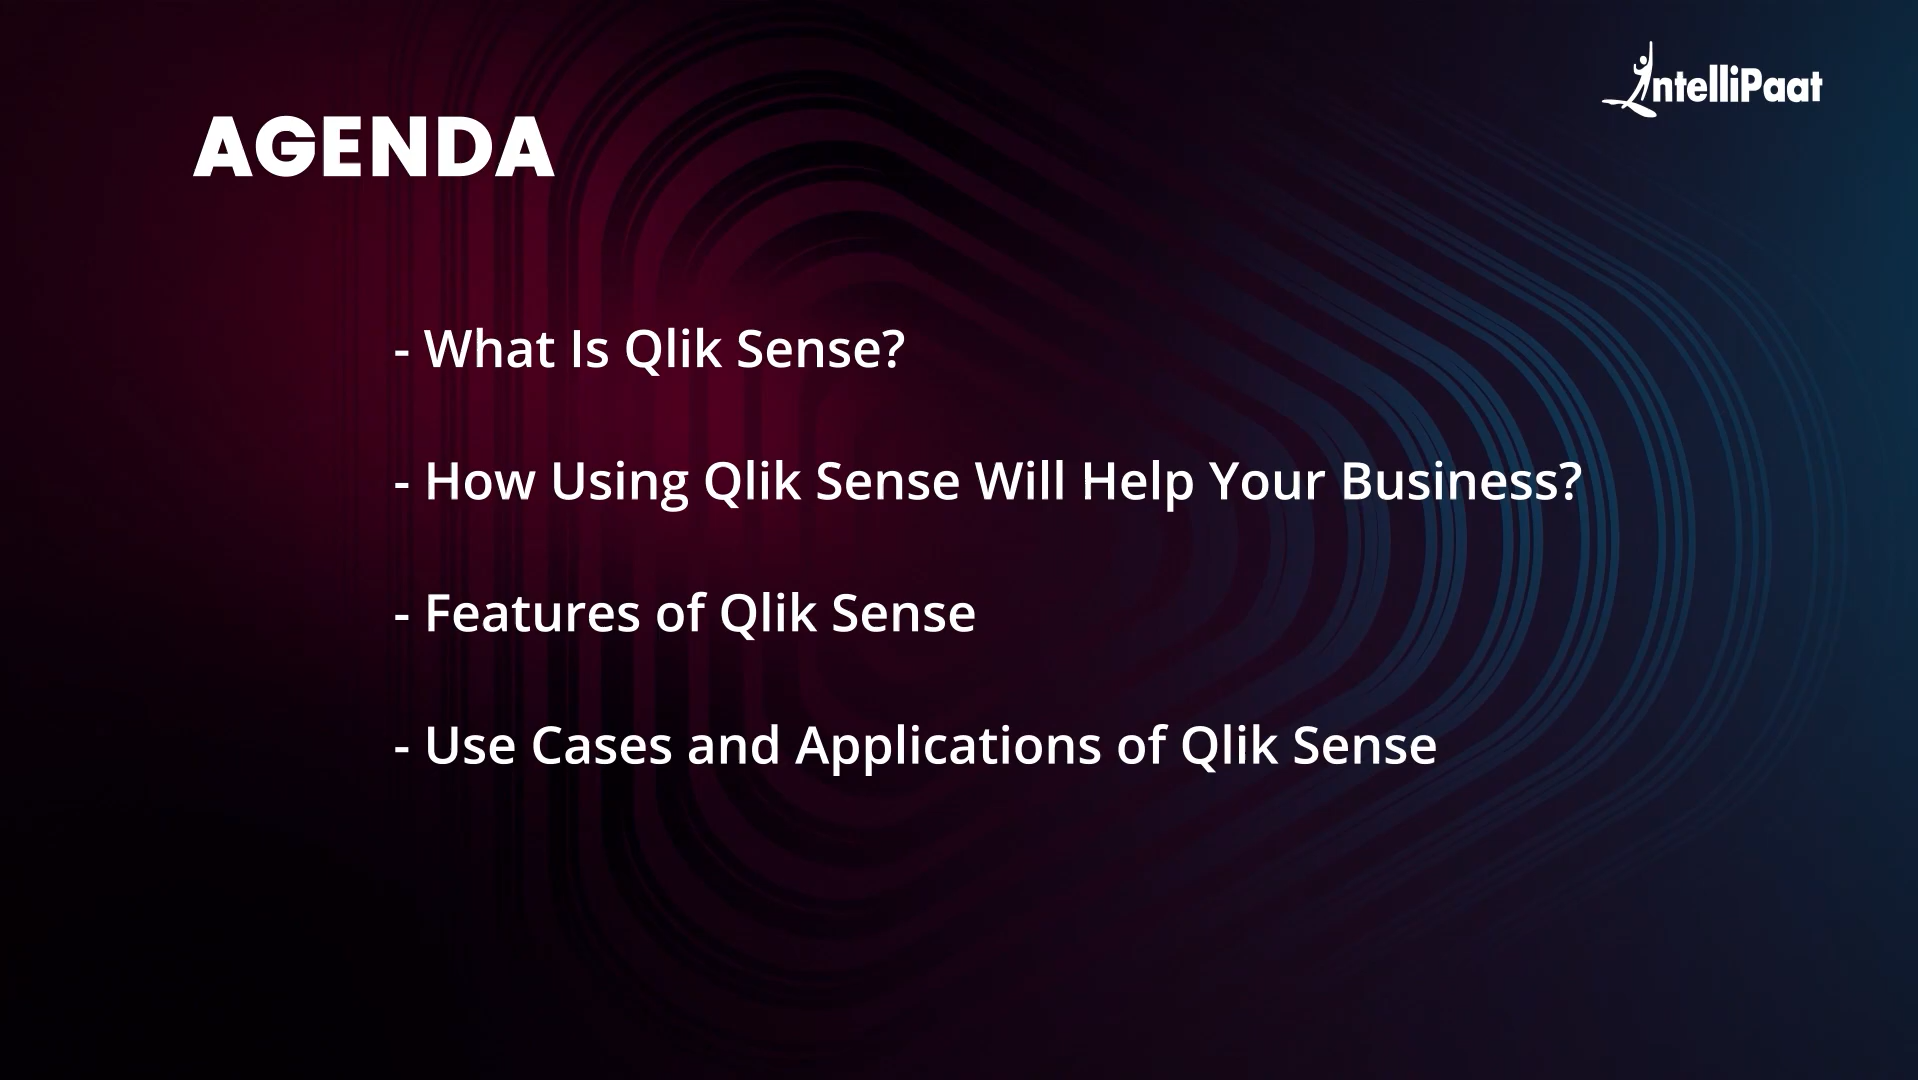 IntelliPaat
AGENDA
- What Is Qlik Sense?
- How Using Qlik Sense Will Help Your Business?
- Features of Qlik Sense
- Use Cases and Applications of Qlik Sense